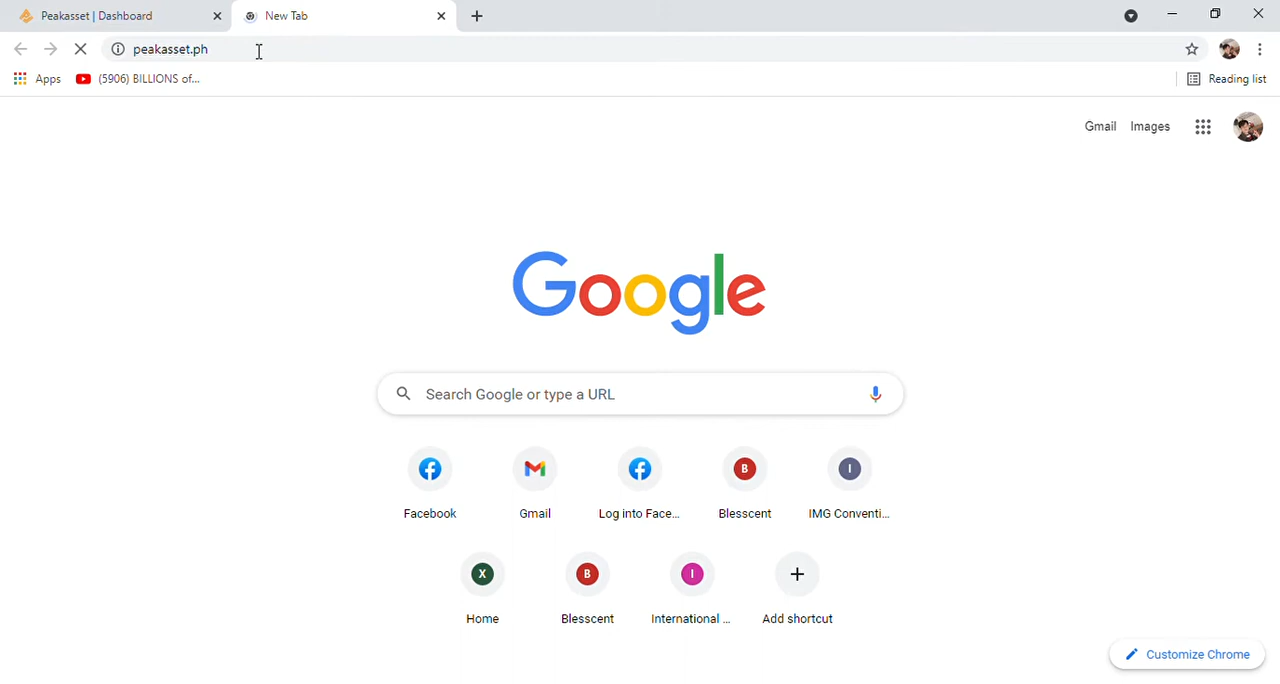 Peakasset | Dashboard
New Tab
peakasset.ph
Apps
(5906) BILLIONS of...
Reading list
Gmail
Images
Google
Search Google or type a URL
Facebook
Gmail
Log into Face...
B
Blesscent
I
IMG Conventi...
X
Home
B
Blesscent
I
International ...
Add shortcut
Customize Chrome